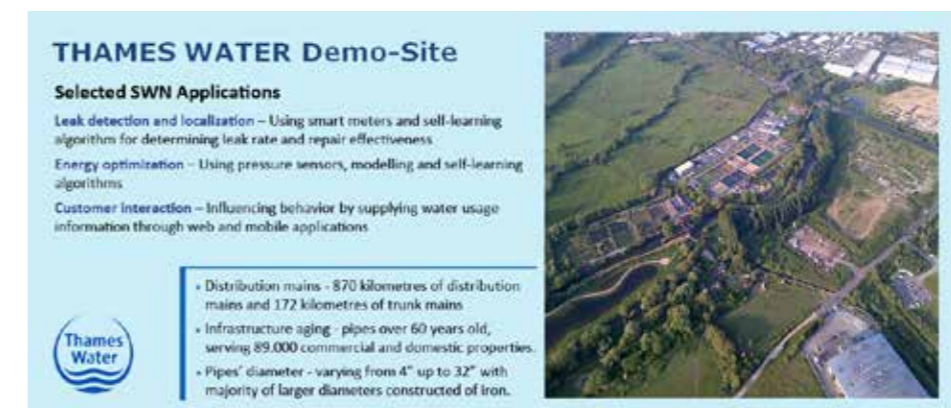 THAMES WATER Demo-Site
Selected SWN Applications
Leak detection and localization – Using smart meters and self-learning
algorithm for determining leak rate and repair effectiveness
Energy optimization – Using pressure sensors, modelling and self-learning
algorithms
Customer interaction – Influencing behavior by supplying water usage
information through web and mobile applications
• Distribution mains - 870 kilometres of distribution
mains and 172 kilometres of trunk mains
• Infrastructure aging - pipes over 60 years old,
serving 89.000 commercial and domestic properties.
• Pipes' diameter - varying from 4" up to 32" with
majority of larger diameters constructed of iron.
Thames
Water